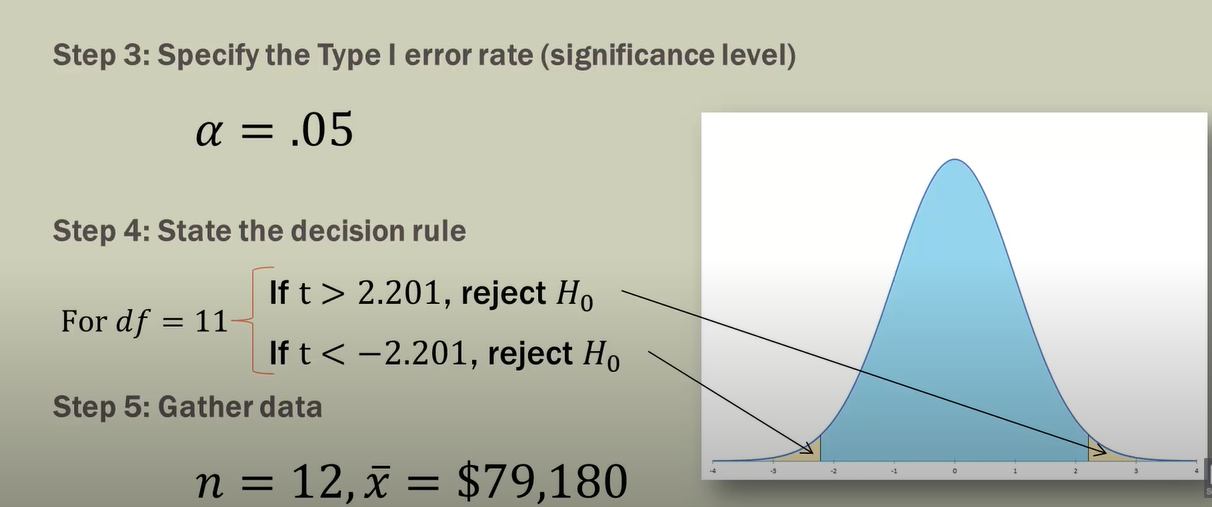 Step 3: Specify the Type I error rate (significance level)
α = .05
Step 4: State the decision rule
For df = 11
If t > 2.201, reject H₀
If t < −2.201, reject H₀
Step 5: Gather data
n = 12, x̄ = $79,180
-4 -3 -2 -1 0 1 2 3 4